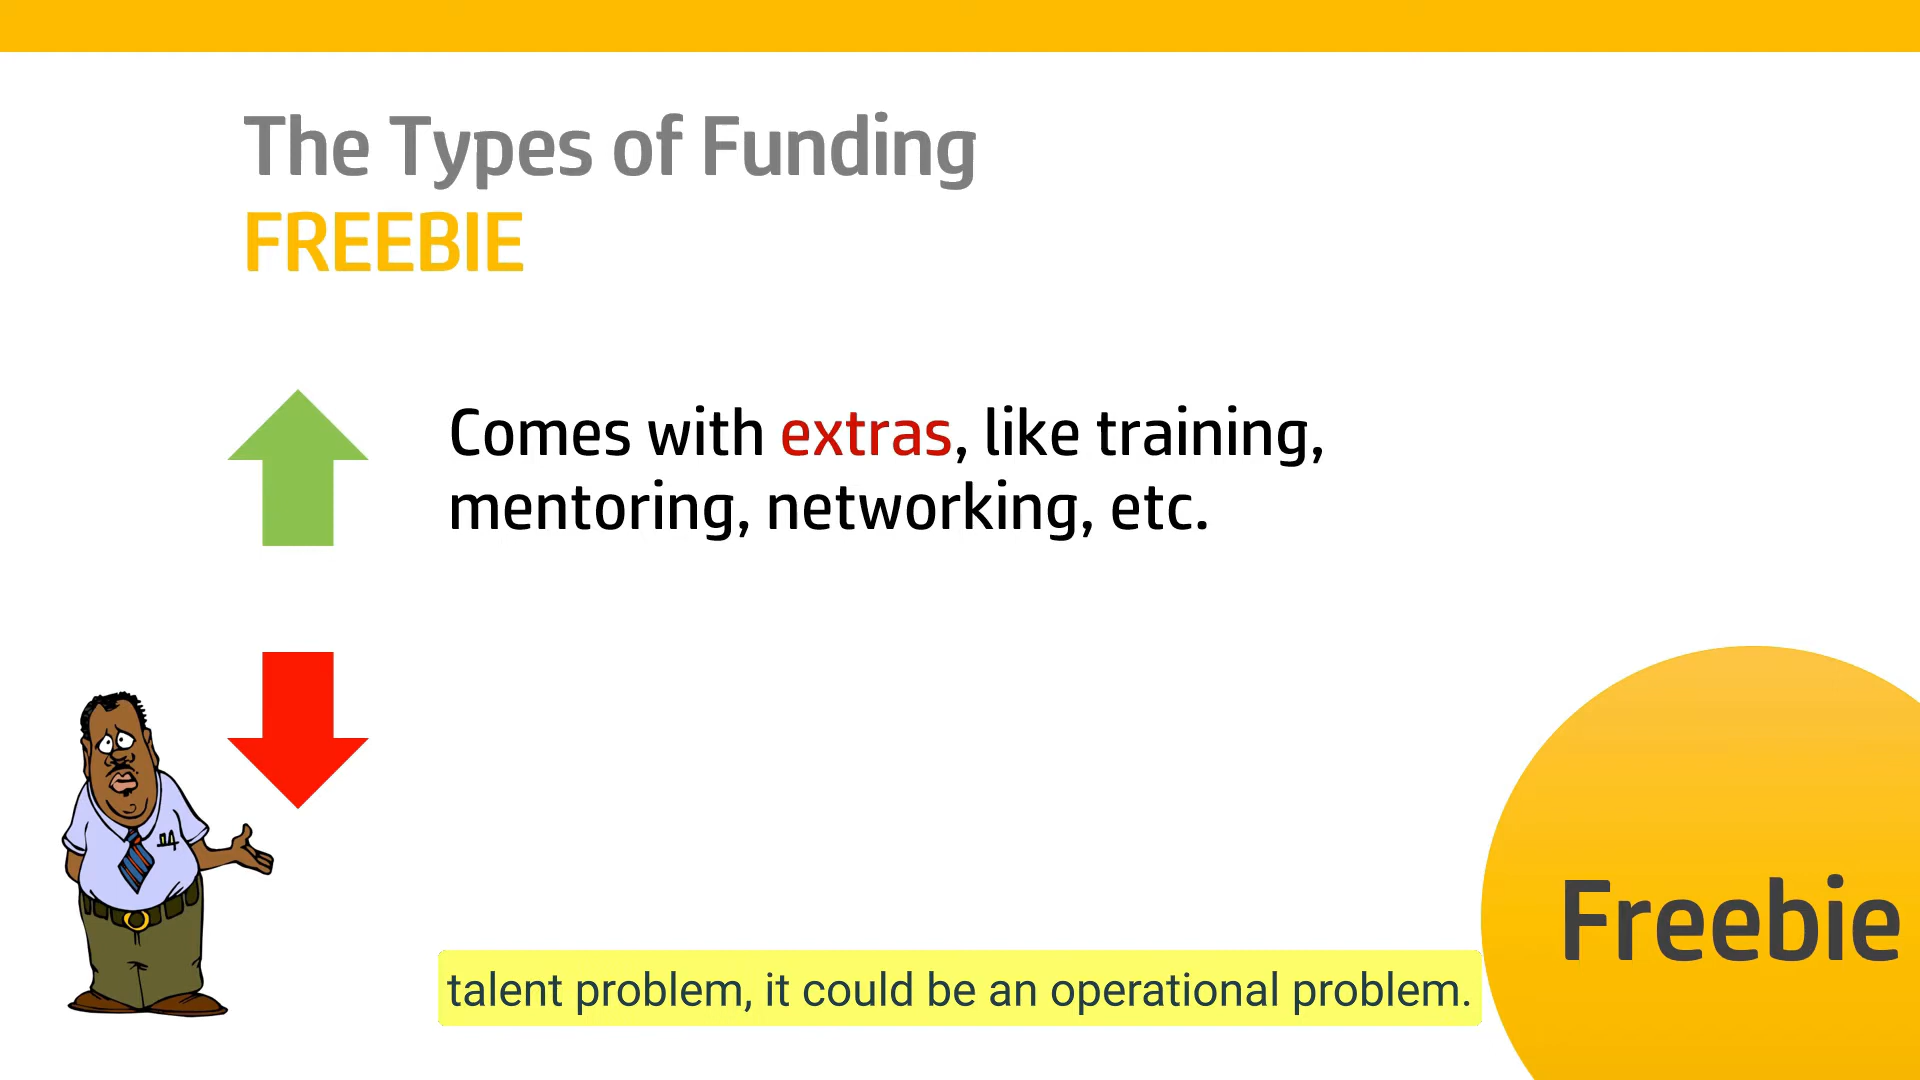 The Types of Funding
FREEBIE
Comes with extras, like training,
mentoring, networking, etc.
Freebie
talent problem, it could be an operational problem.